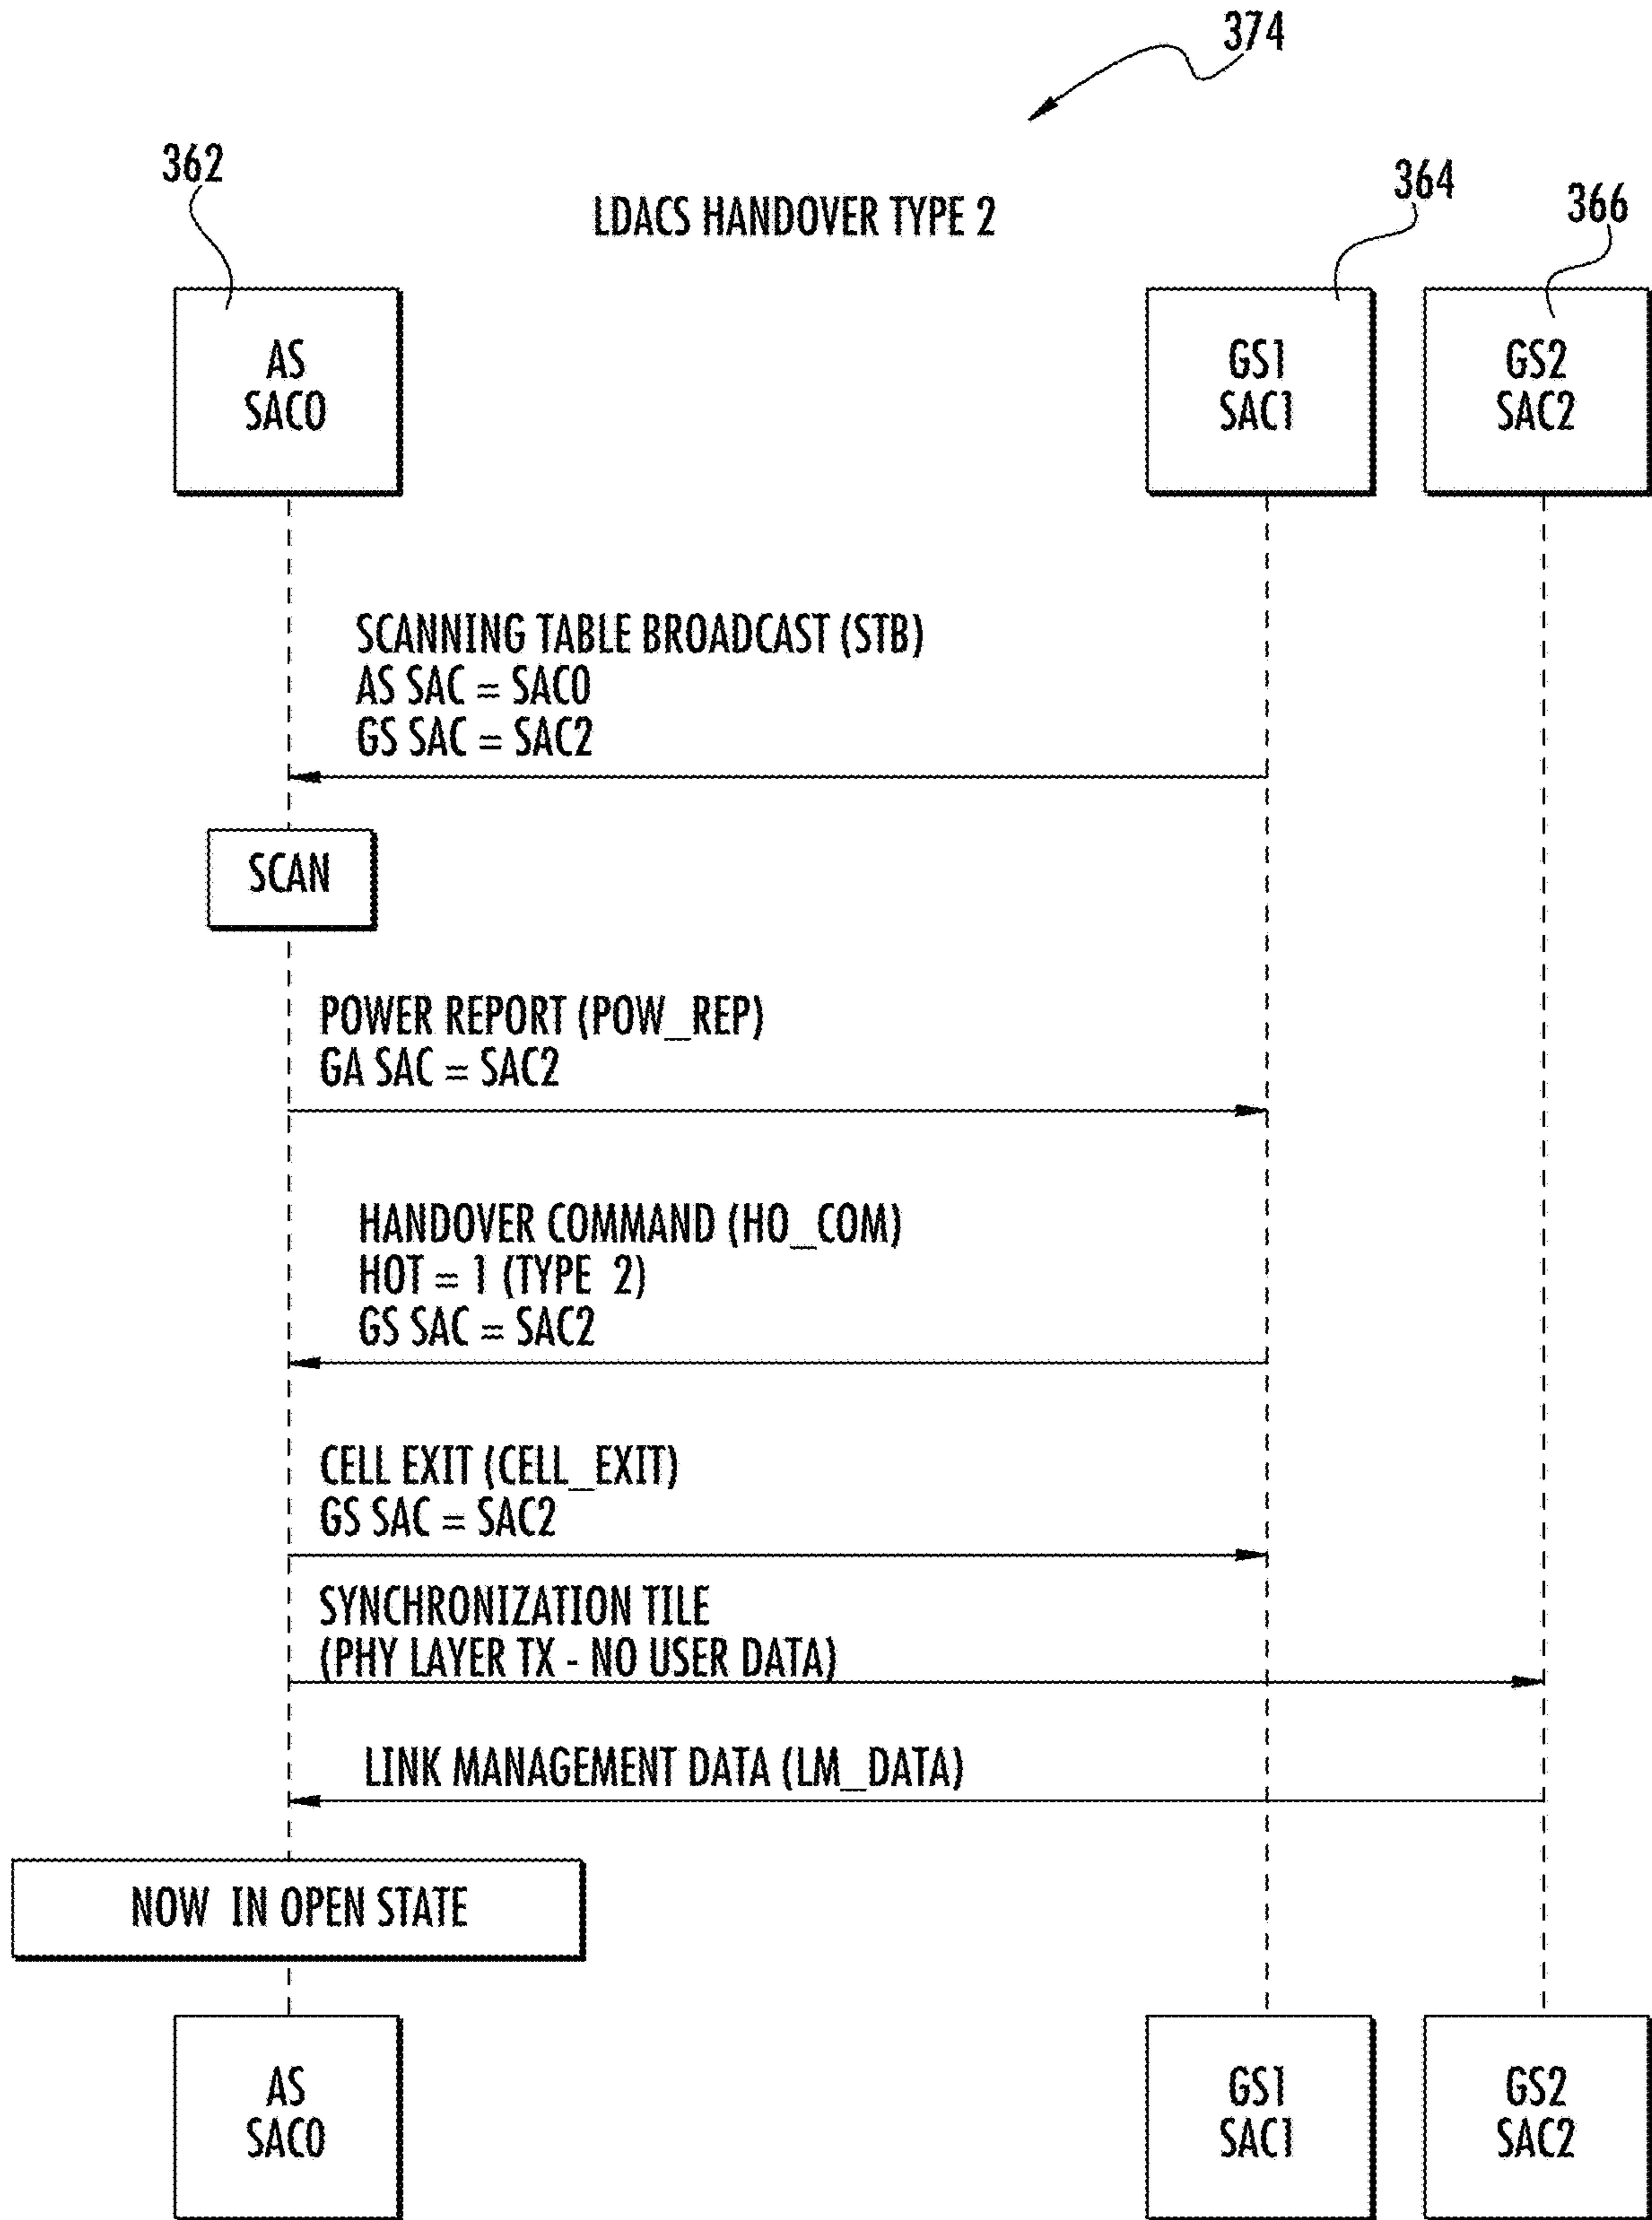 374
362
LDACS HANDOVER TYPE 2
364
366
AS
SAC0
GS1
SAC1
GS2
SAC2
SCANNING TABLE BROADCAST (STB)
AS SAC = SAC0
GS SAC = SAC2
SCAN
POWER REPORT (POW_REP)
GA SAC = SAC2
HANDOVER COMMAND (HO_COM)
HOT = 1 (TYPE 2)
GS SAC = SAC2
CELL EXIT (CELL_EXIT)
GS SAC = SAC2
SYNCHRONIZATION TILE
(PHY LAYER TX - NO USER DATA)
LINK MANAGEMENT DATA (LM_DATA)
NOW IN OPEN STATE
AS
SAC0
GS1
SAC1
GS2
SAC2